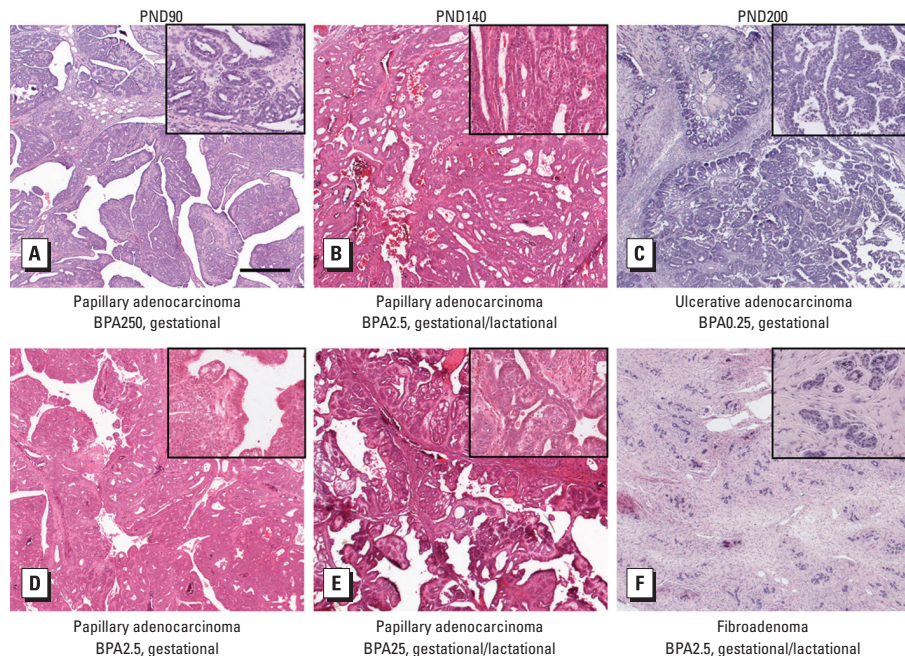 PND90
PND140
PND200
A
B
C
Papillary adenocarcinoma
BPA250, gestational
Papillary adenocarcinoma
BPA2.5, gestational/lactational
Ulcerative adenocarcinoma
BPA0.25, gestational
D
E
F
Papillary adenocarcinoma
BPA2.5, gestational
Papillary adenocarcinoma
BPA25, gestational/lactational
Fibroadenoma
BPA2.5, gestational/lactational